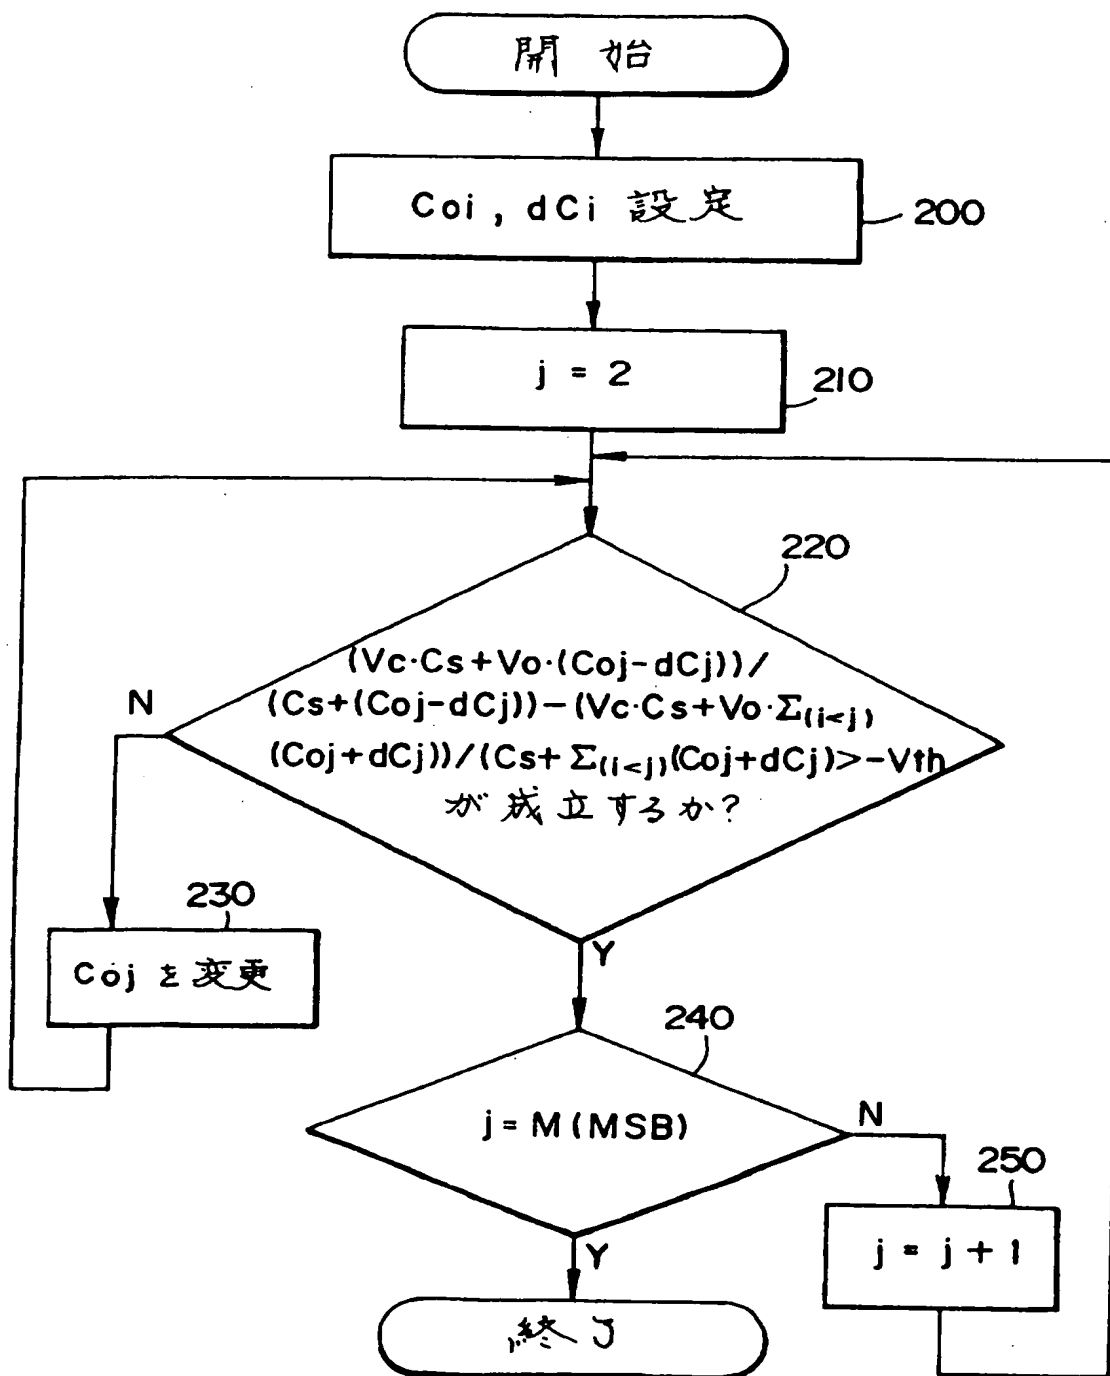 開始
Coi, dCi 設定
200
j = 2
210
220
(Vc·Cs+Vo·(Coj-dCj))/
(Cs+(Coj-dCj))-(Vc·Cs+Vo·Σ(i<j)
(Coj+dCj))/(Cs+Σ(i<j)(Coj+dCj)>-Vth
が成立するか?
N
Y
230
Coj を変更
240
j = M (MSB)
N
Y
250
j = j + 1
終了